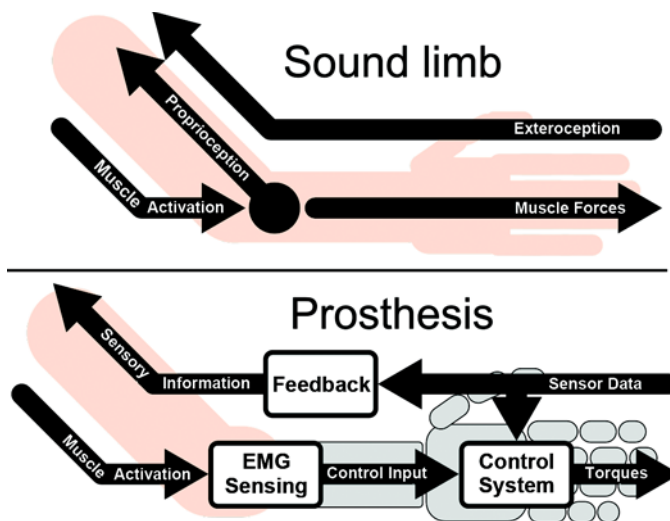 Sound limb
Exteroception
Proprioception
Muscle Activation
Muscle Forces
Prosthesis
Sensory Information
Feedback
Sensor Data
Muscle Activation
EMG
Sensing
Control Input
Control
System
Torques